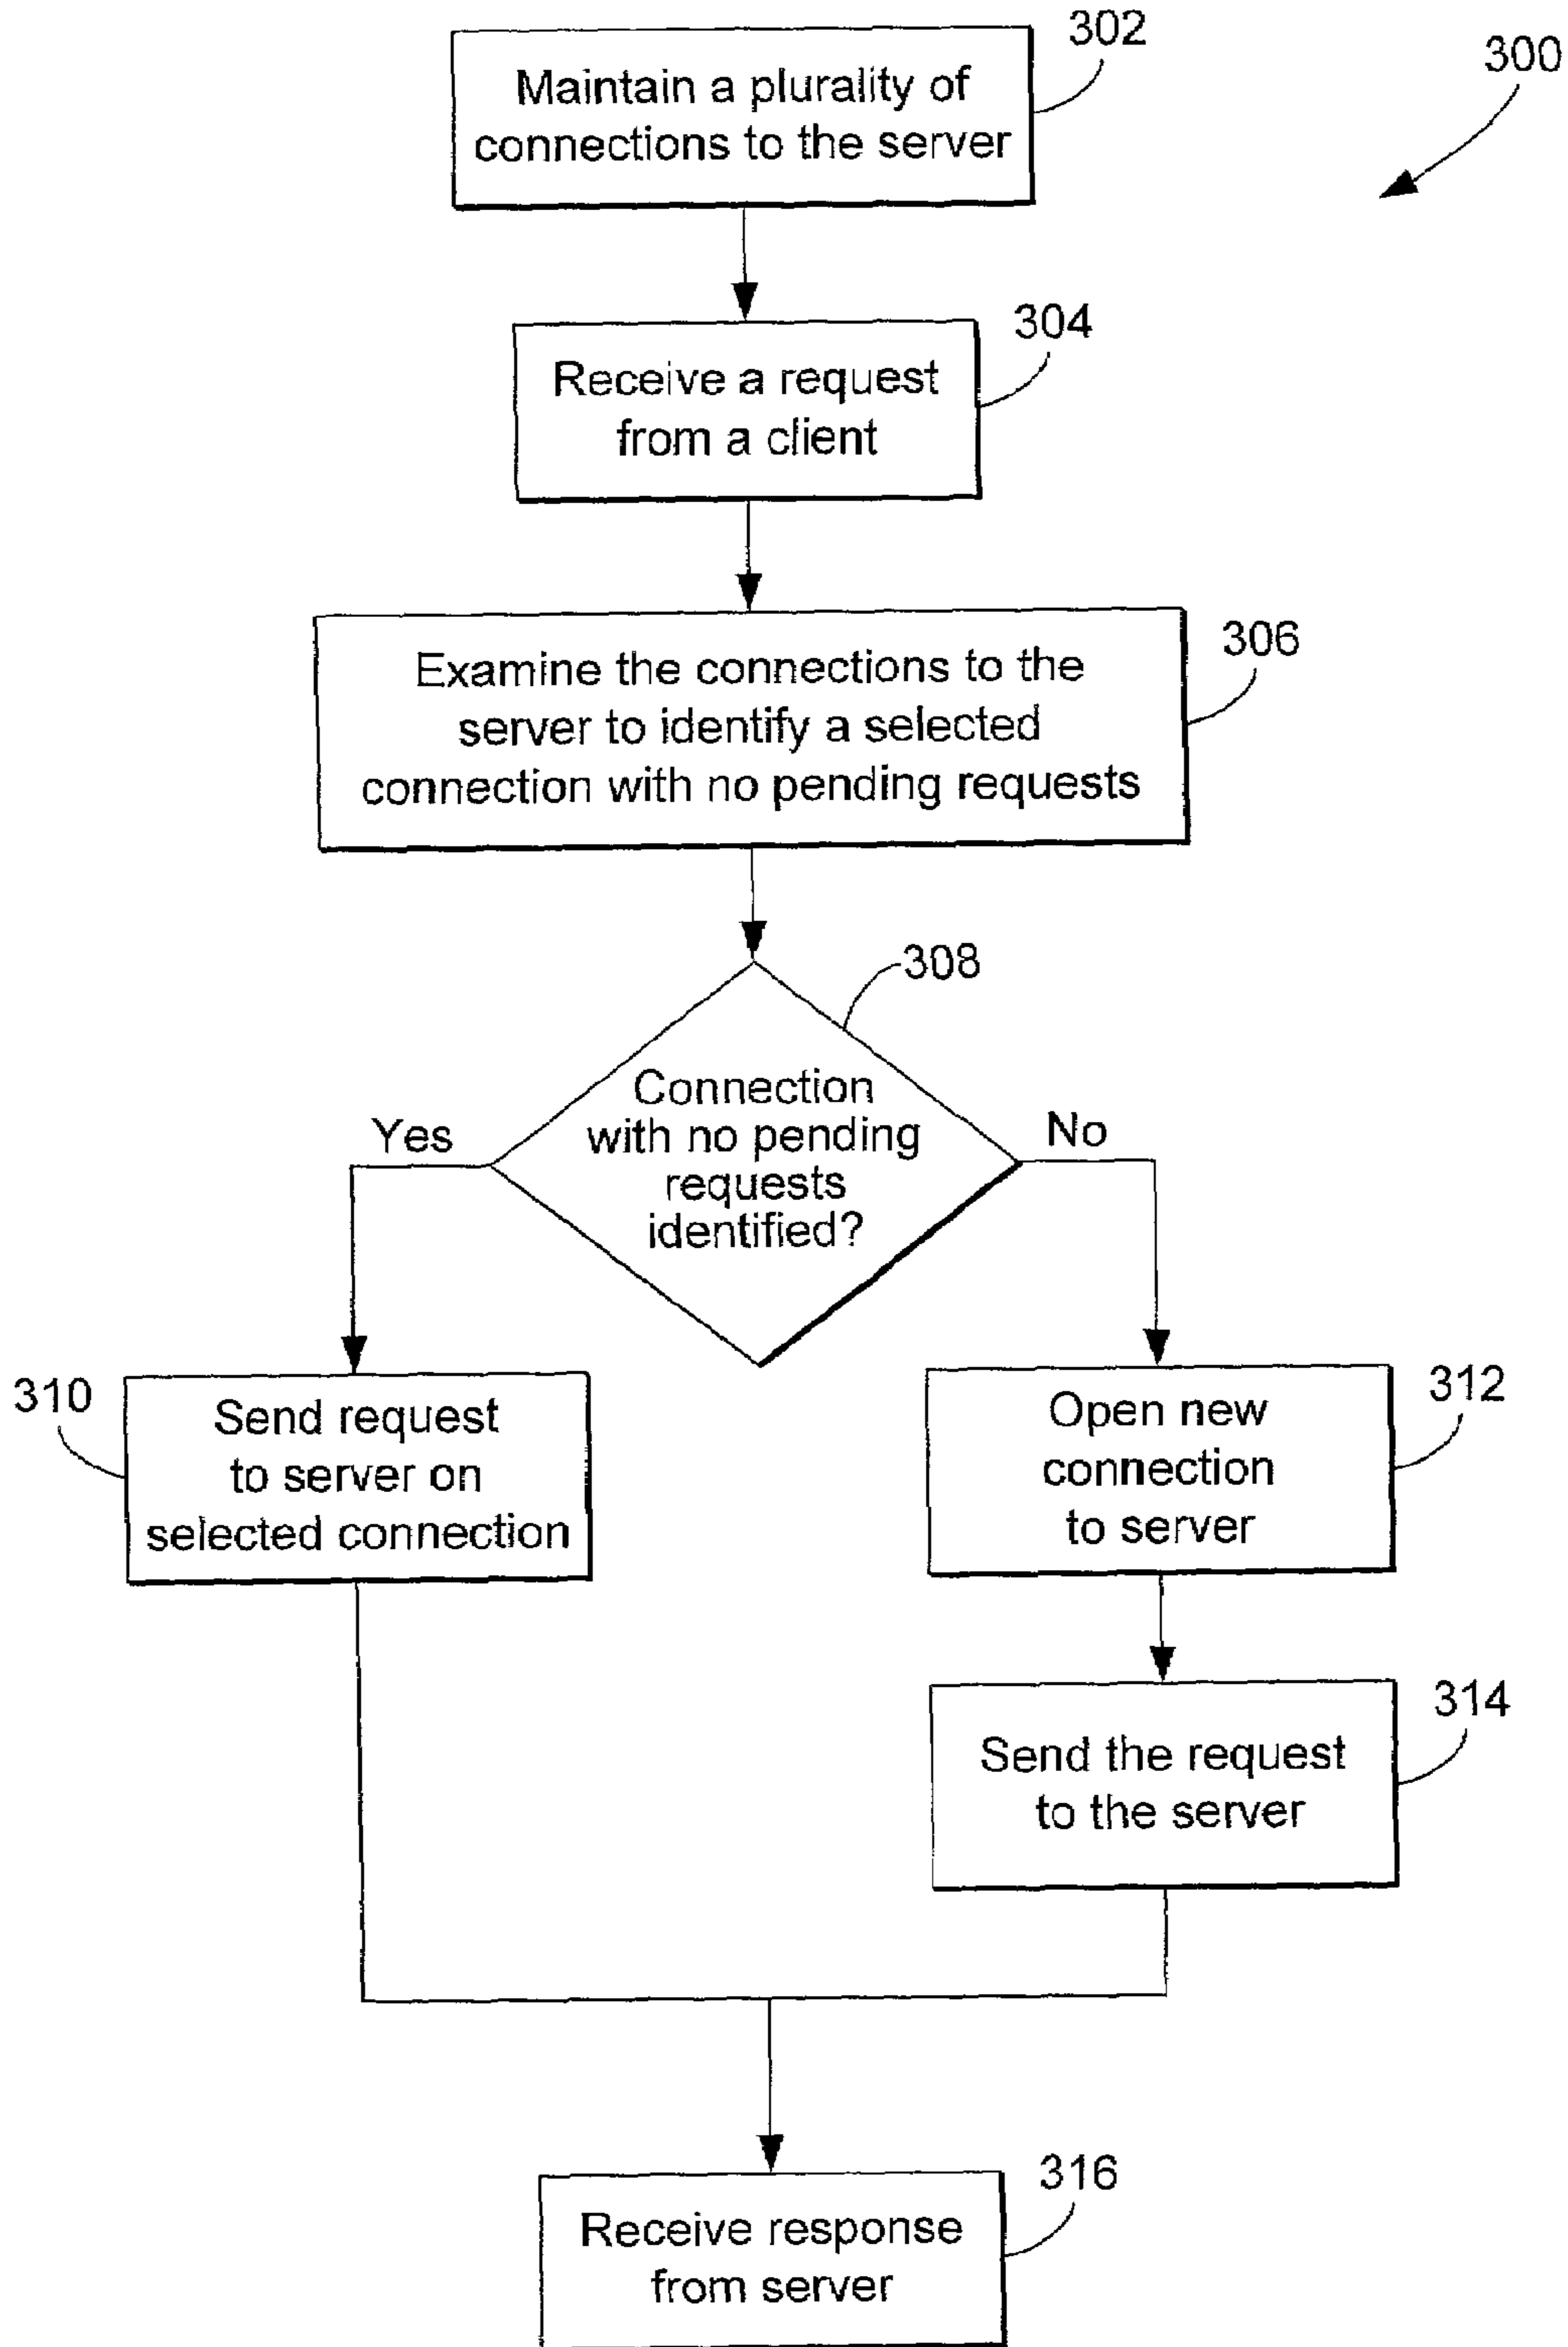 302
300
Maintain a plurality of
connections to the server
304
Receive a request
from a client
306
Examine the connections to the
server to identify a selected
connection with no pending requests
308
Connection
with no pending
requests
identified?
Yes
No
310
Send request
to server on
selected connection
312
Open new
connection
to server
314
Send the request
to the server
316
Receive response
from server